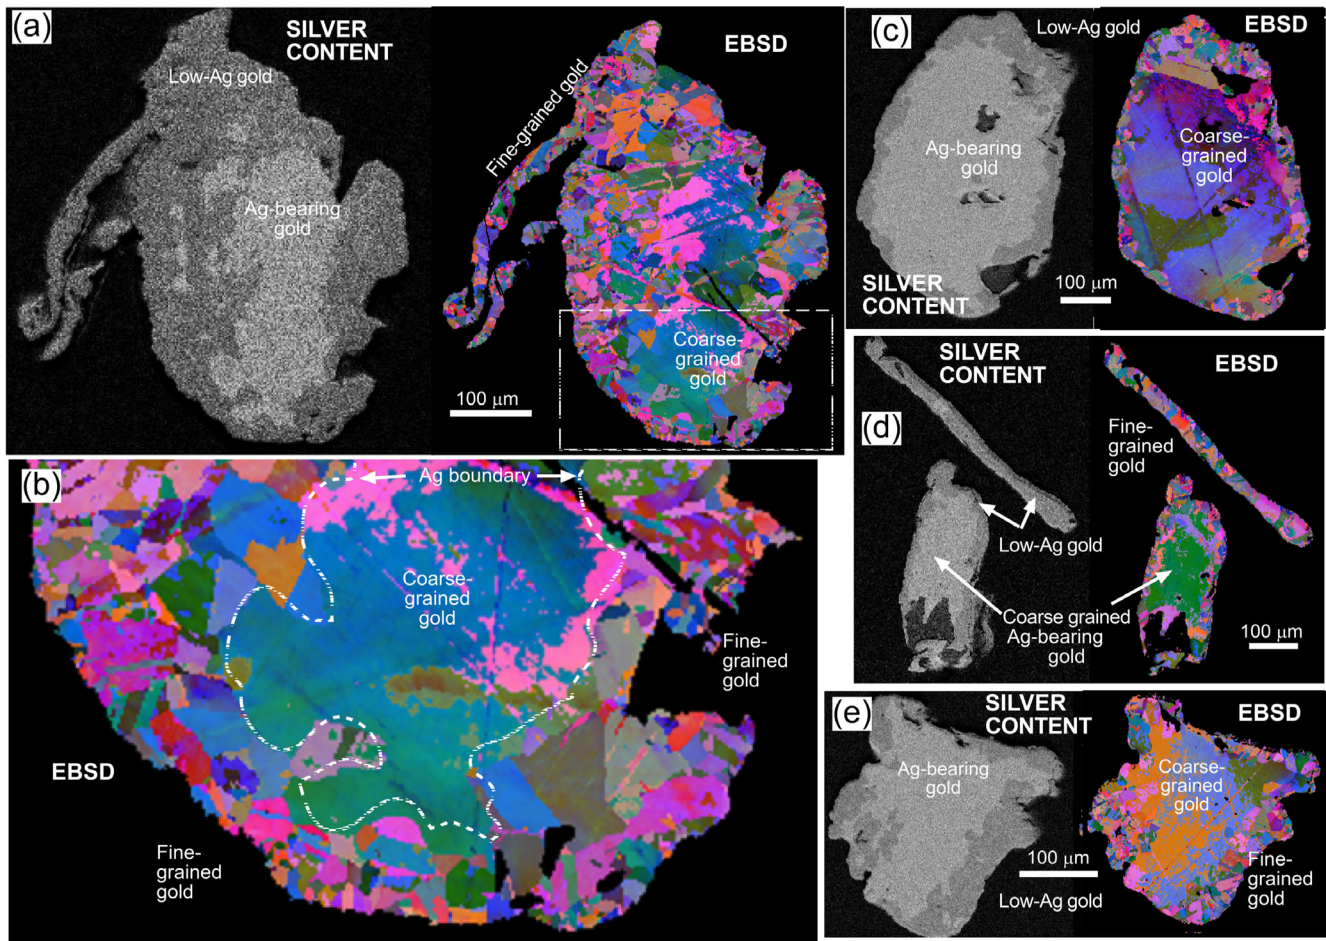 (a)
SILVER
CONTENT
Low-Ag gold
Ag-bearing
gold
EBSD
Fine-grained gold
Coarse-
grained
gold
100 µm
(b)
Ag boundary
Coarse-
grained
gold
Fine-
grained
gold
EBSD
Fine-
grained
gold
(c)
Low-Ag gold
EBSD
Ag-bearing
gold
Coarse-
grained
gold
SILVER
CONTENT
100 µm
(d)
SILVER
CONTENT
EBSD
Fine-
grained
gold
Low-Ag gold
Coarse grained
Ag-bearing
gold
100 µm
(e)
SILVER
CONTENT
EBSD
Ag-bearing
gold
Coarse-
grained
gold
100 µm
Low-Ag gold
Fine-
grained
gold